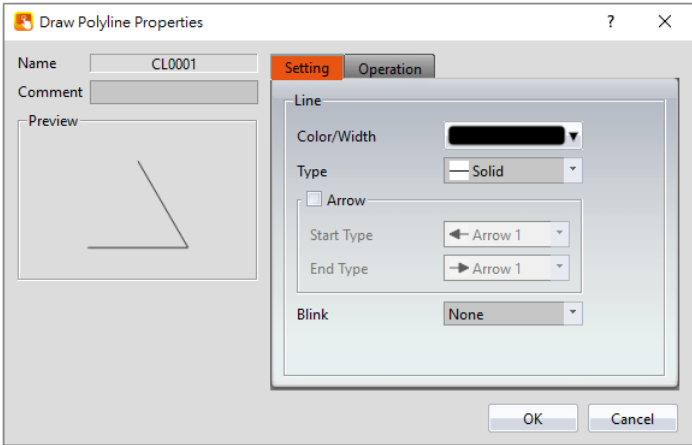 Draw Polyline Properties
?
Name CL0001
Comment
Preview
Setting Operation
Line
Color/Width
Type Solid
Arrow
Start Type Arrow 1
End Type Arrow 1
Blink None
OK Cancel